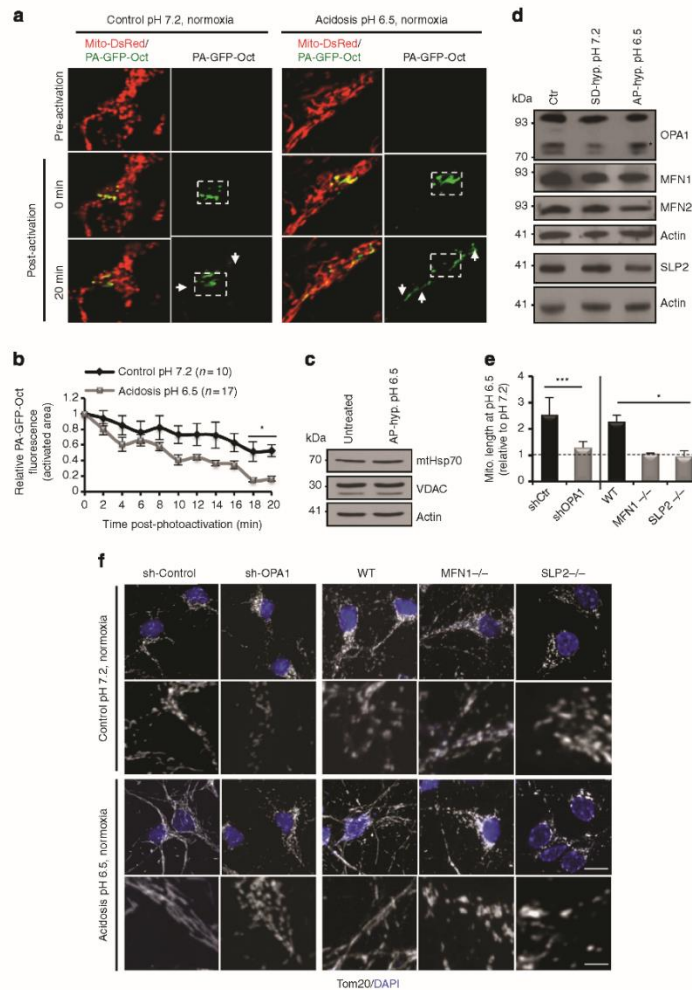 a
Control pH 7.2, normoxia
Acidosis pH 6.5, normoxia
Mito-DsRed/
PA-GFP-Oct
PA-GFP-Oct
Mito-DsRed/
PA-GFP-Oct
PA-GFP-Oct
Pre-activation
Post-activation
0 min
20 min
b
Control pH 7.2 (n=10)
Acidosis pH 6.5 (n=17)
Relative PA-GFP-Oct
fluorescence
(activated area)
1.4
1.2
1
0.8
0.6
0.4
0.2
0
*
0 2 4 6 8 10 12 14 16 18 20
Time post-photoactivation (min)
c
Untreated
AP-hyp. pH 6.5
kDa
70
mtHsp70
30
VDAC
41
Actin
d
Ctr
SD-hyp. pH 7.2
AP-hyp. pH 6.5
kDa
93
OPA1
70
93
MFN1
93
MFN2
41
Actin
41
SLP2
41
Actin
e
Mito. length at pH 6.5
(relative to pH 7.2)
4
3
2
1
0
***
*
shCtr
shOPA1
WT
MFN1 −/−
SLP2 −/−
f
sh-Control
sh-OPA1
WT
MFN1−/−
SLP2−/−
Control pH 7.2, normoxia
Acidosis pH 6.5, normoxia
Tom20/DAPI